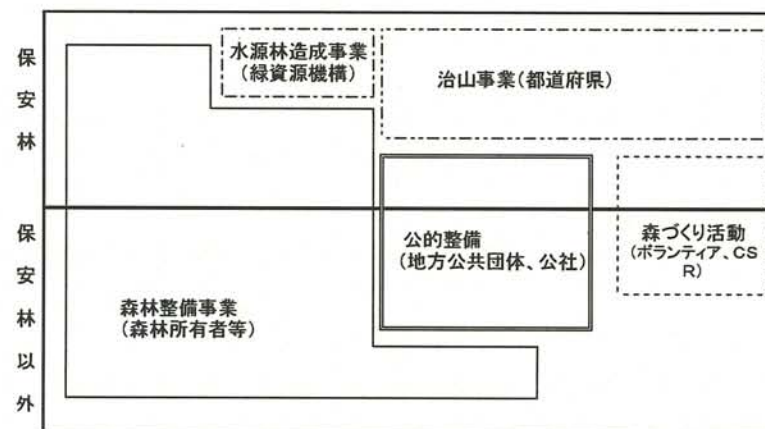 保安林
水源林造成事業
(緑資源機構)
治山事業(都道府県)
保安林以外
公的整備
(地方公共団体、公社)
森づくり活動
(ボランティア、CS
R)
森林整備事業
(森林所有者等)